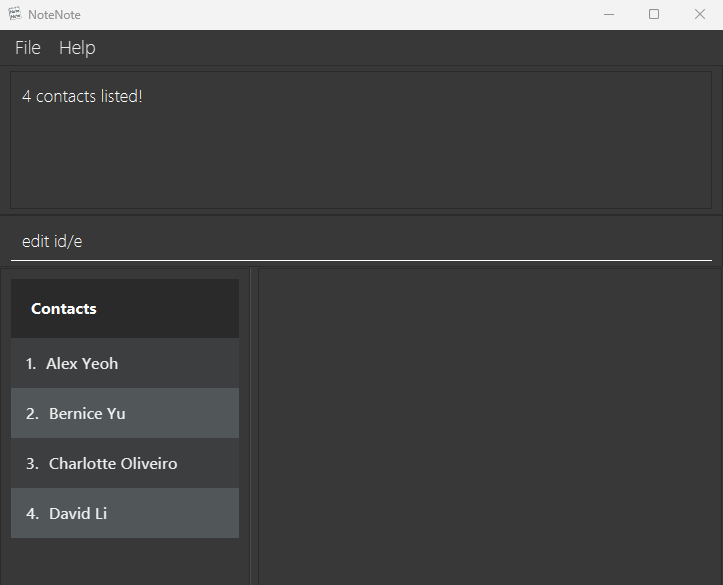 NoteNote
File Help
4 contacts listed!
edit id/e
Contacts
1. Alex Yeoh
2. Bernice Yu
3. Charlotte Oliveiro
4. David Li